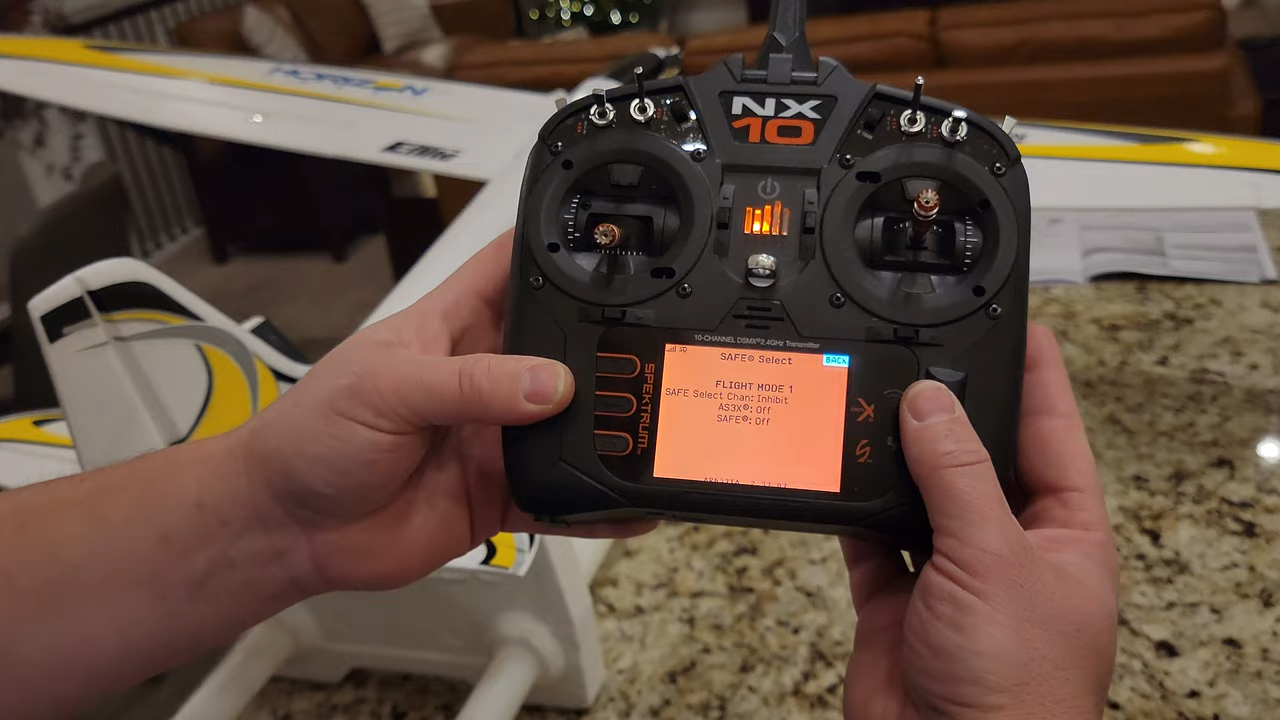 HORIZON
E-flite
NX
10
10-CHANNEL DSMX® 2.4GHz Transmitter
SPEKTRUM
SAFE® Select
BACK
FLIGHT MODE 1
SAFE Select Chan: Inhibit
AS3X®: Off
SAFE®: Off